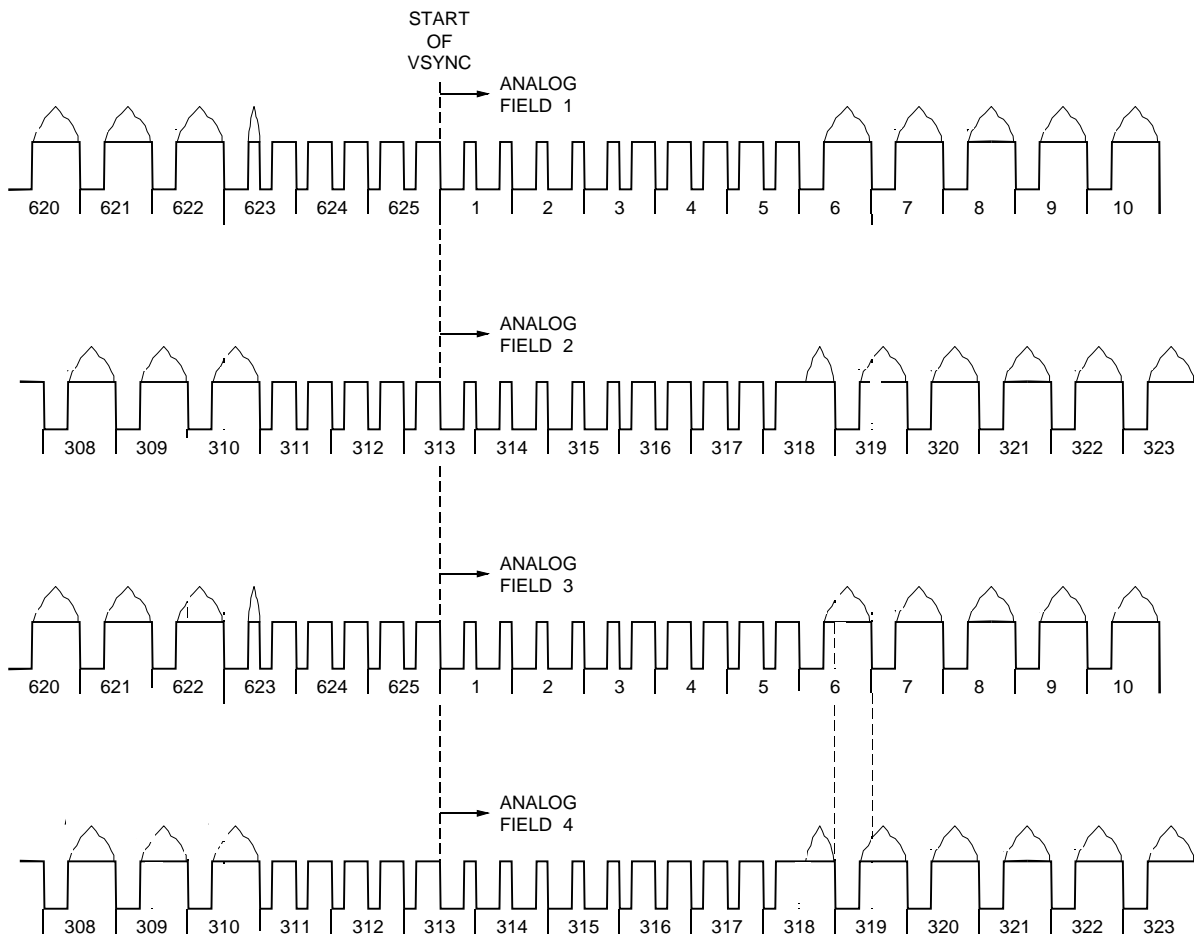 START
OF
VSYNC
ANALOG
FIELD 1
620 621 622 623 624 625 1 2 3 4 5 6 7 8 9 10
ANALOG
FIELD 2
308 309 310 311 312 313 314 315 316 317 318 319 320 321 322 323
ANALOG
FIELD 3
620 621 622 623 624 625 1 2 3 4 5 6 7 8 9 10
ANALOG
FIELD 4
308 309 310 311 312 313 314 315 316 317 318 319 320 321 322 323